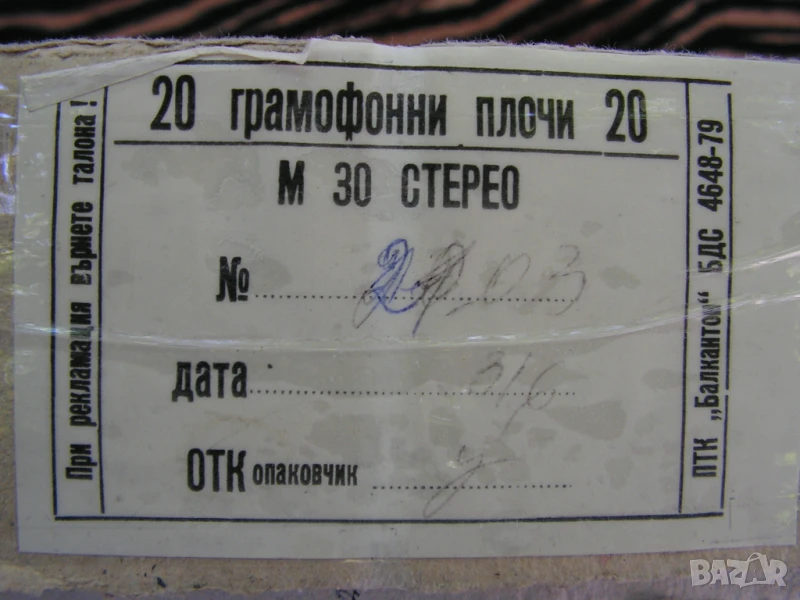 20 грамофонни плочи 20
М 30 СТЕРЕО
№
дата
ОТК опаковчик
При рекламация върнете талона!
ПТК „Балкантон“ БДС 4648-79
BAZAR